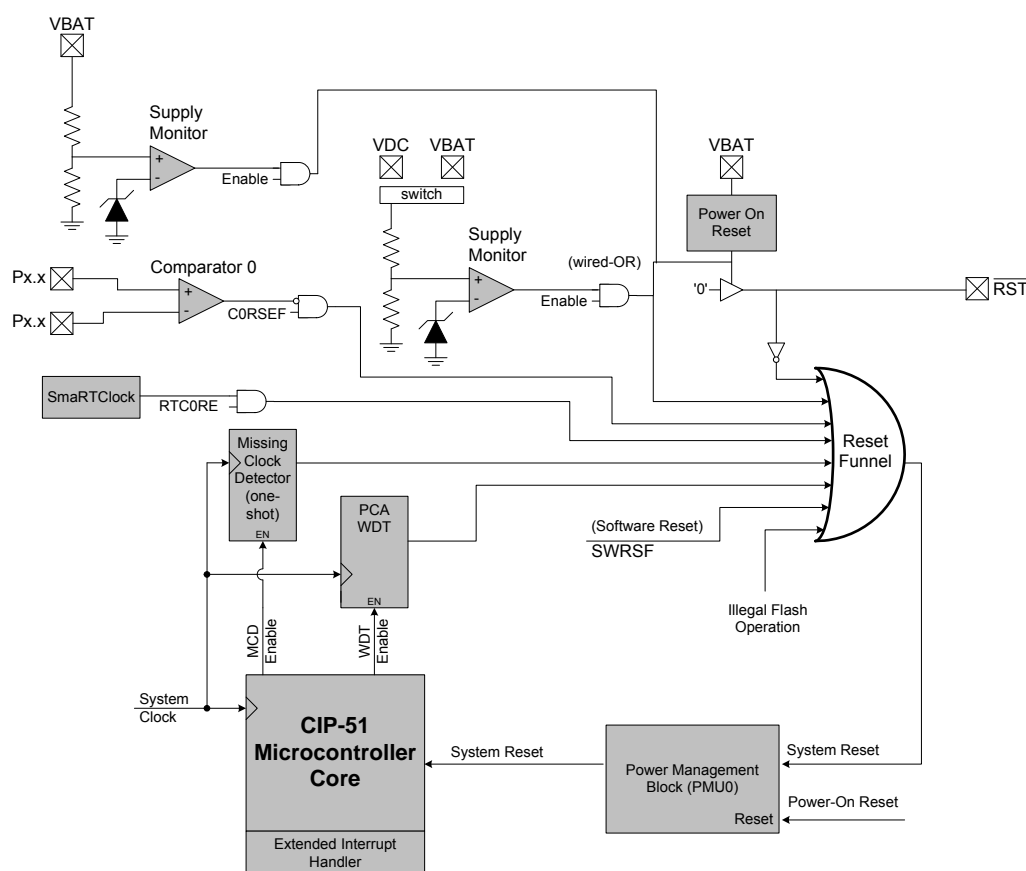 VBAT
Supply
Monitor
+
-
Enable
VDC
VBAT
switch
Supply
Monitor
+
-
Enable
(wired-OR)
VBAT
Power On
Reset
'0'
RST
Px.x
Px.x
Comparator 0
+
-
C0RSEF
SmaRTClock
RTC0RE
Missing
Clock
Detector
(one-
shot)
EN
PCA
WDT
EN
Reset
Funnel
(Software Reset)
SWRSF
Illegal Flash
Operation
MCD
Enable
WDT
Enable
System
Clock
CIP-51
Microcontroller
Core
Extended Interrupt
Handler
System Reset
Power Management
Block (PMU0)
Reset
System Reset
Power-On Reset